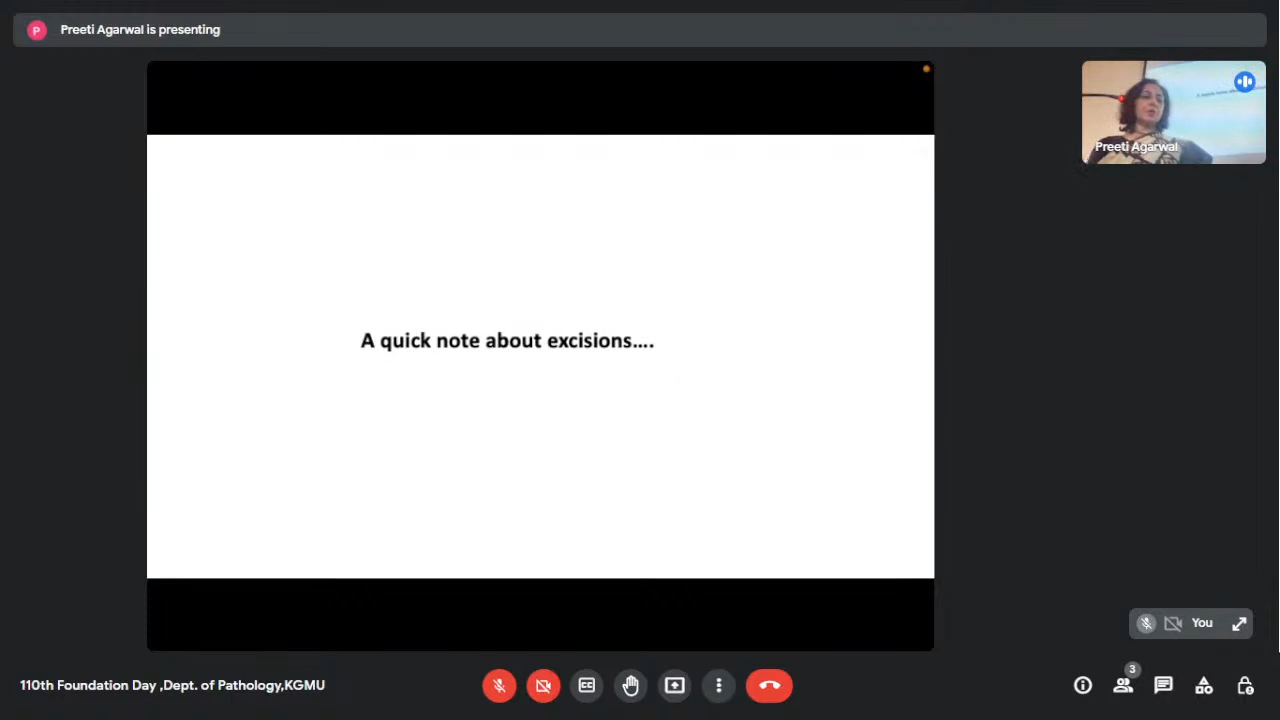 P
Preeti Agarwal is presenting
Preeti Agarwal
A quick note about excisions....
You
110th Foundation Day ,Dept. of Pathology,KGMU
3